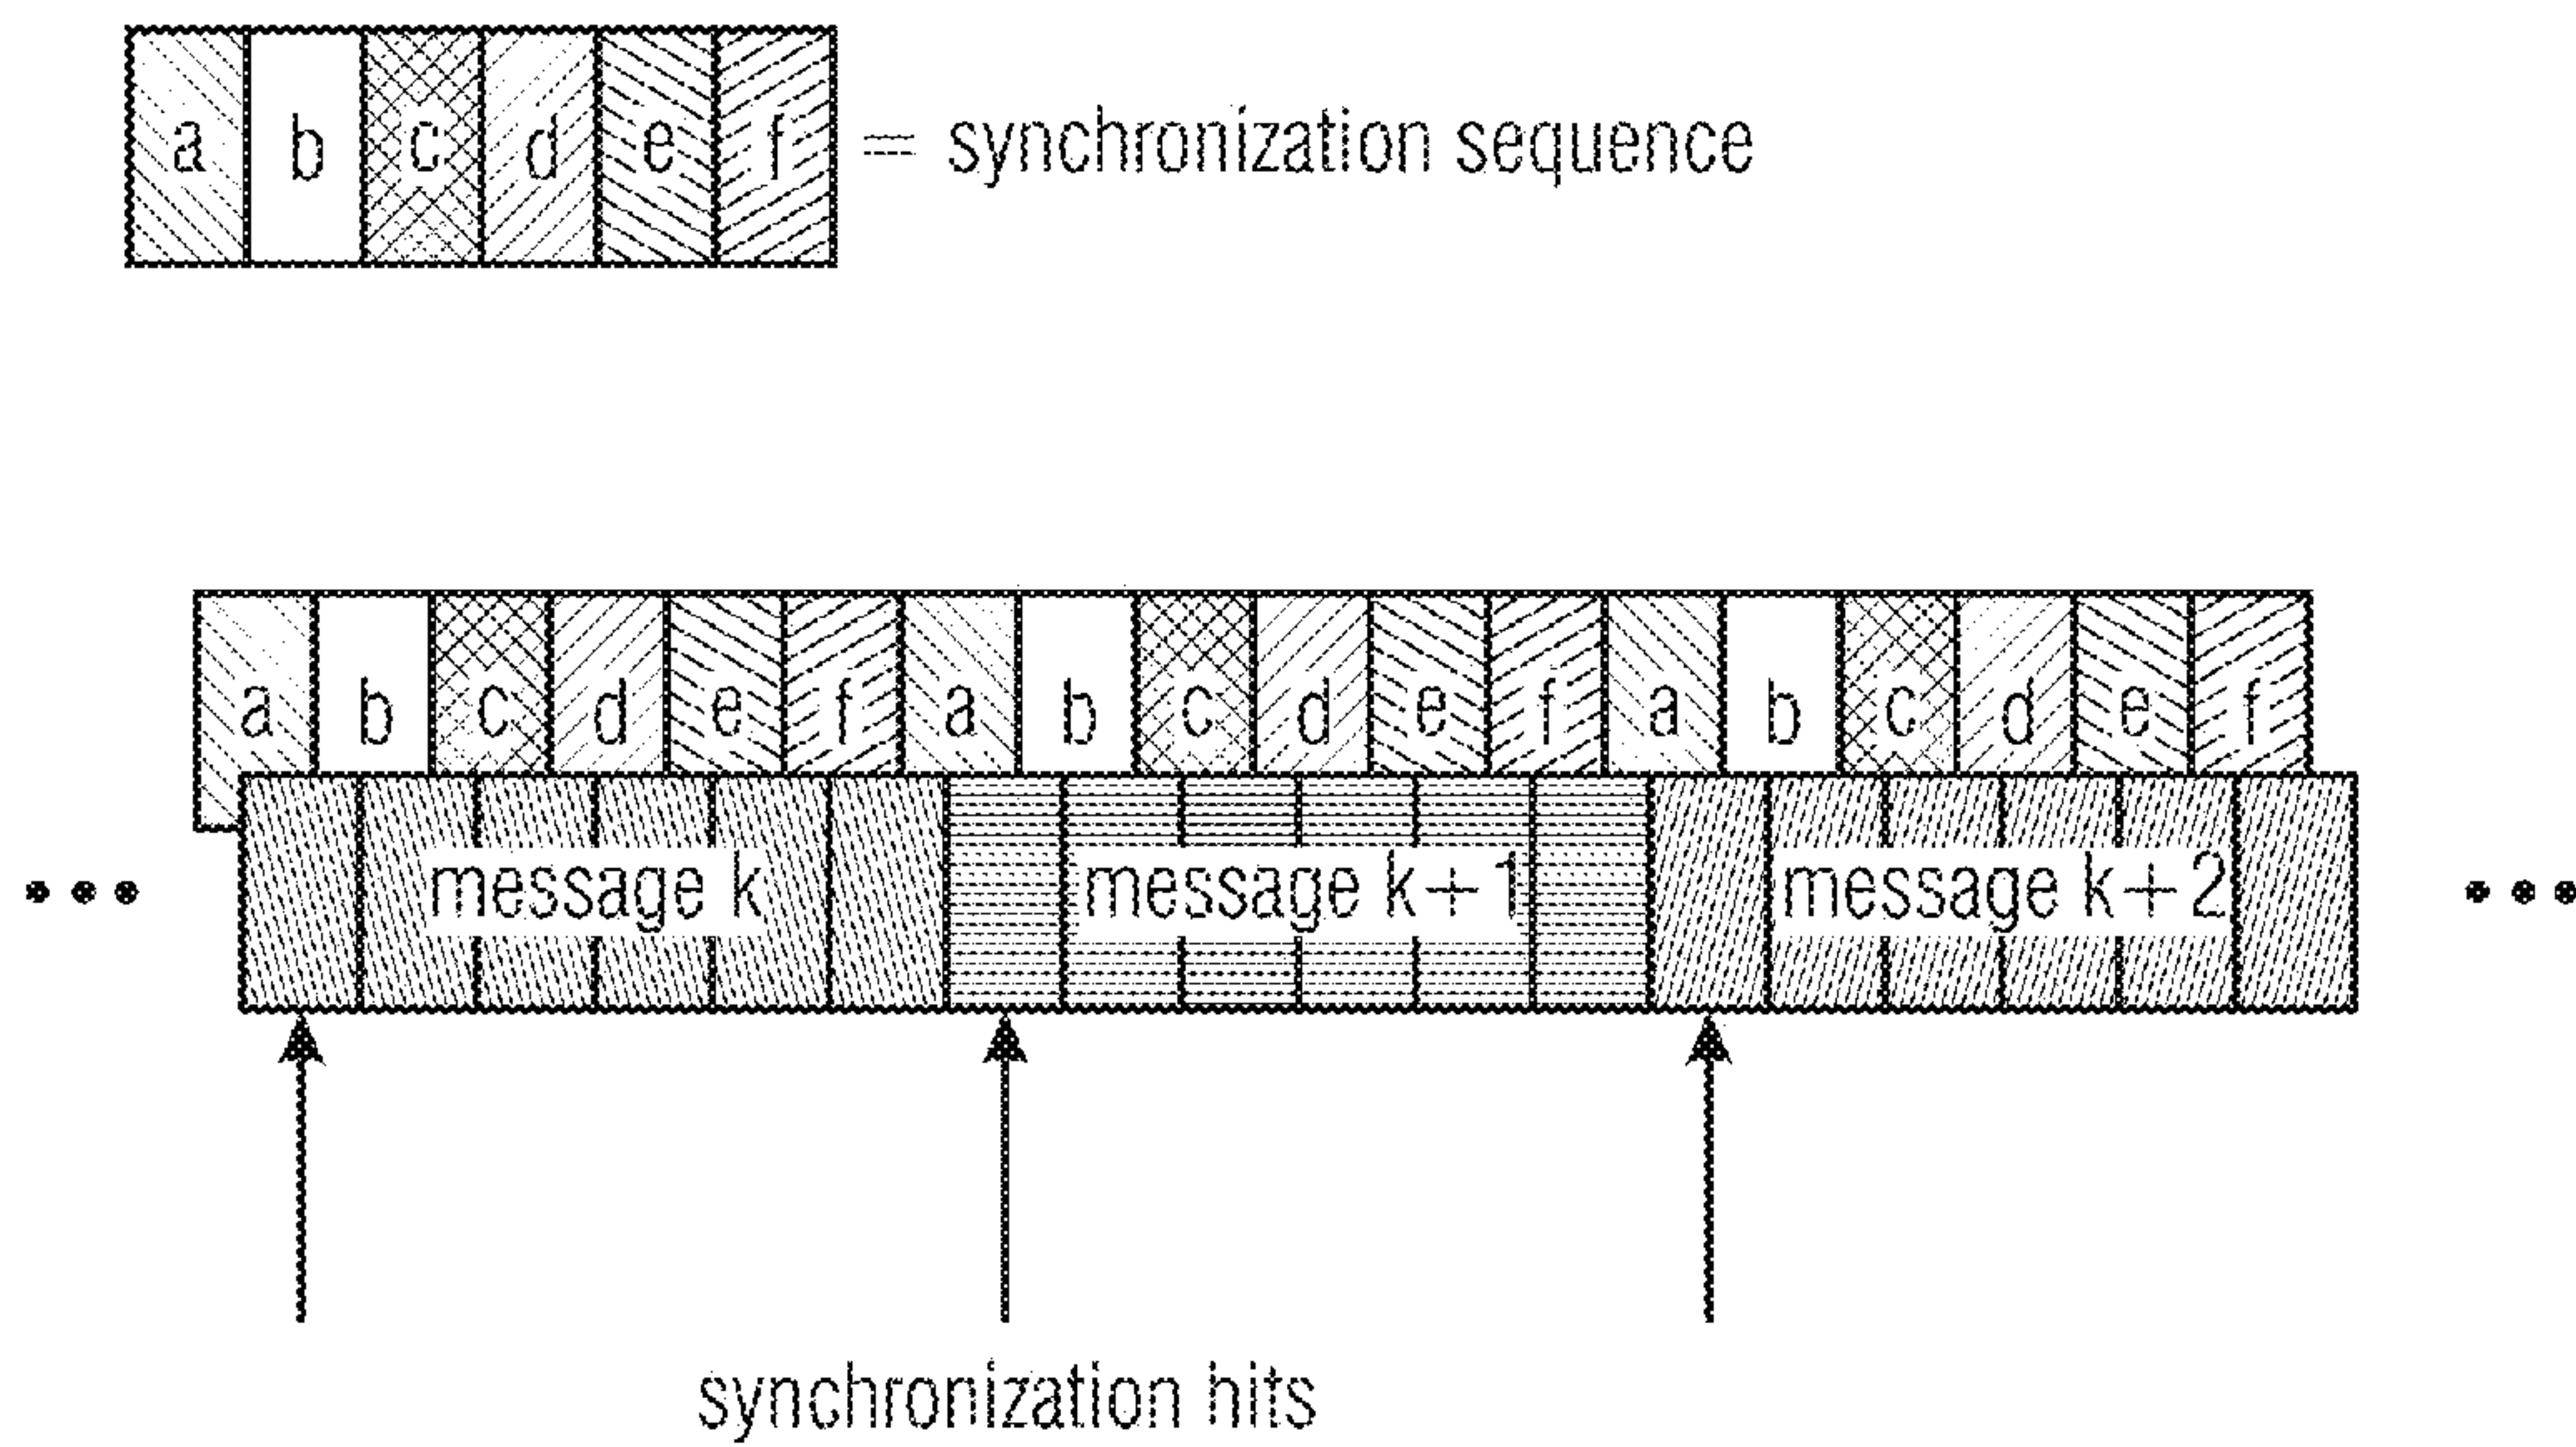 a b c d e f = synchronization sequence
a b c d e f a b c d e f a b c d e f
••• message k message k+1 message k+2 •••
synchronization hits